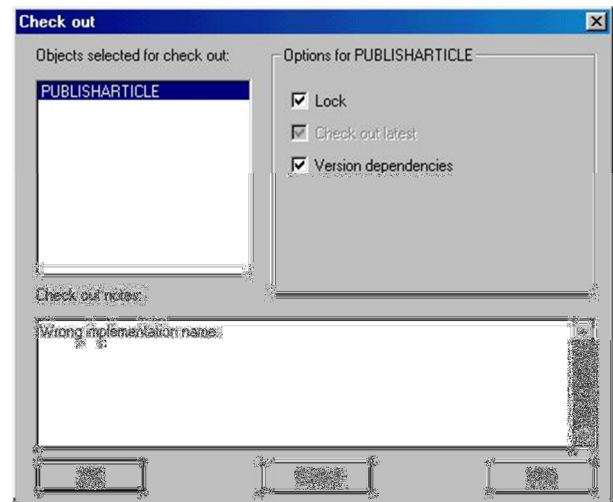 Check out
Objects selected for check out:
Options for PUBLISHARTICLE
PUBLISHARTICLE
Lock
Check out latest
Version dependencies
Check out notes:
Wrong implementation name.